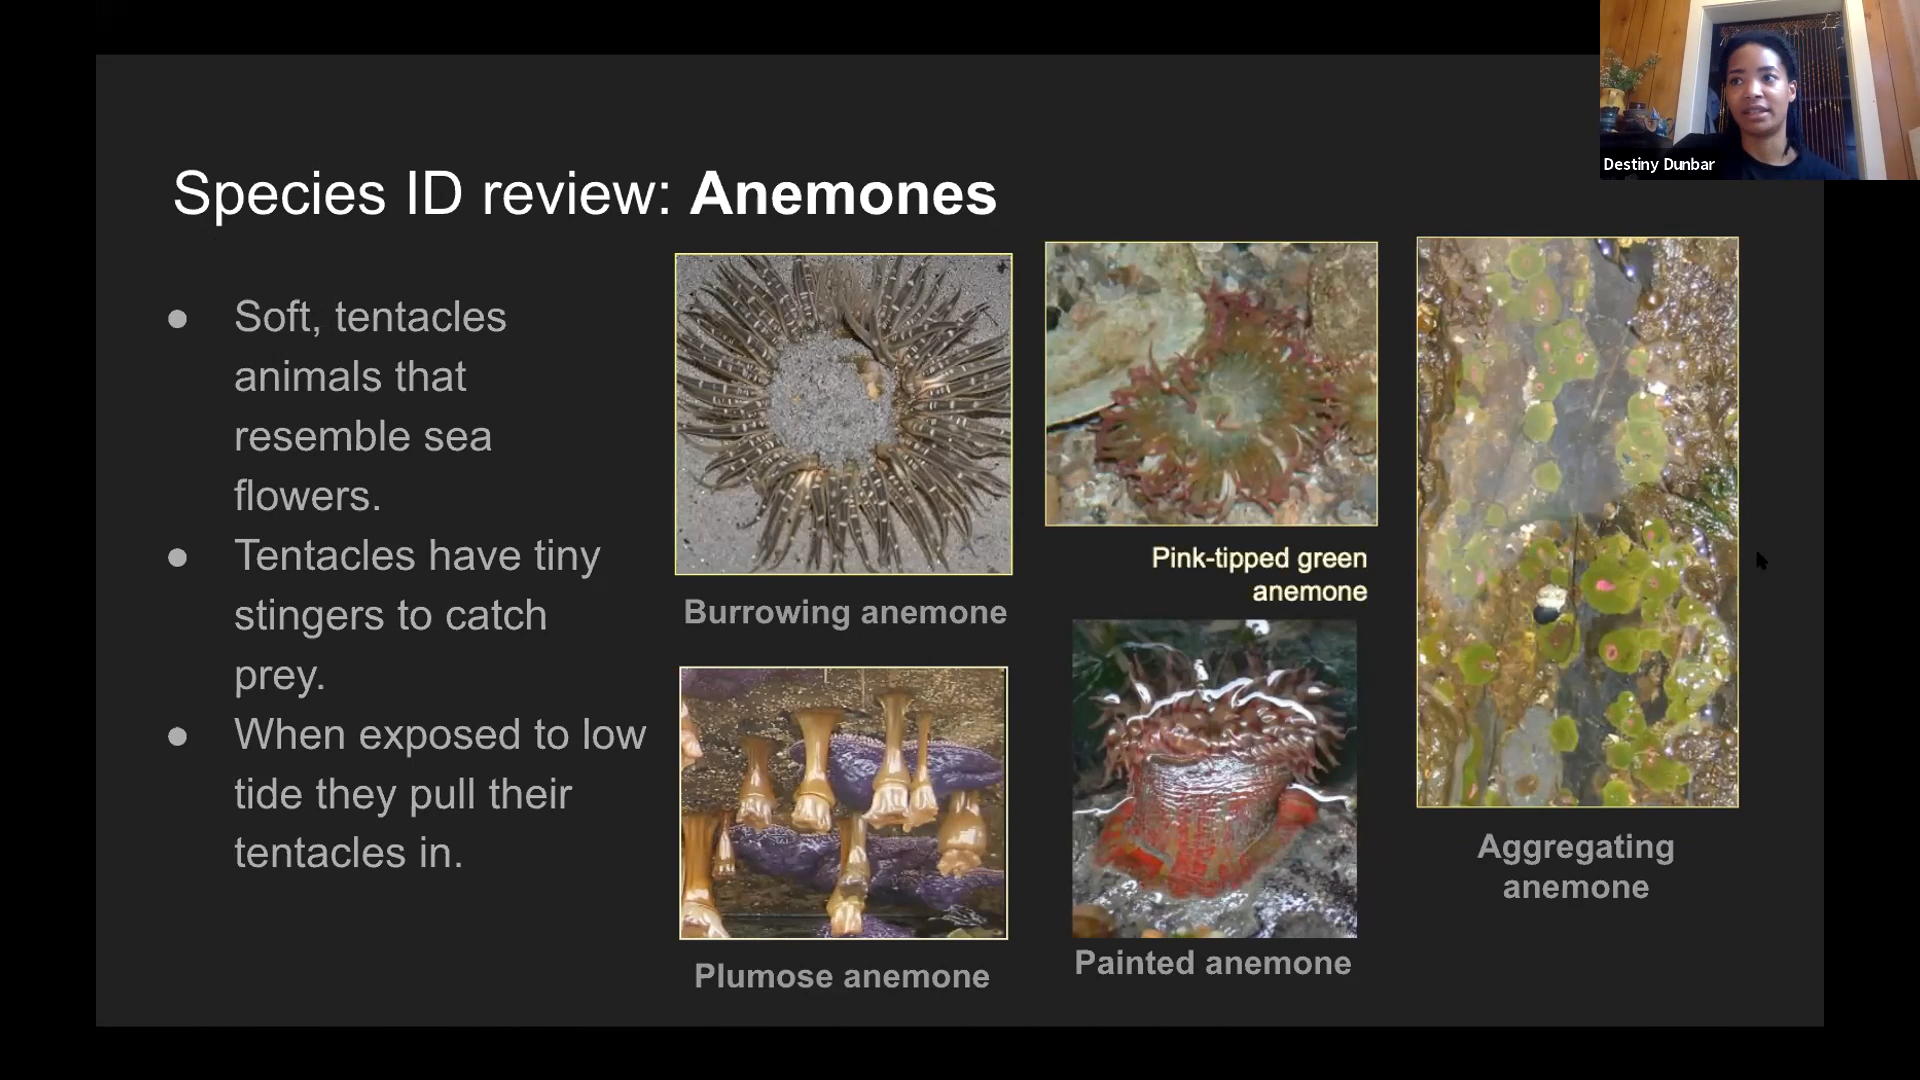 Destiny Dunbar
Species ID review: Anemones
● Soft, tentacles
animals that
resemble sea
flowers.
● Tentacles have tiny
stingers to catch
prey.
● When exposed to low
tide they pull their
tentacles in.
Burrowing anemone
Pink-tipped green
anemone
Plumose anemone
Painted anemone
Aggregating
anemone